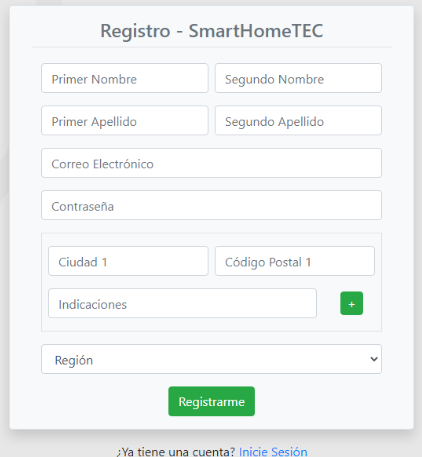 Registro - SmartHomeTEC
Primer Nombre Segundo Nombre
Primer Apellido Segundo Apellido
Correo Electrónico
Contraseña
Ciudad 1 Código Postal 1
Indicaciones +
Región
Registrarme
¿Ya tiene una cuenta? Inicie Sesión